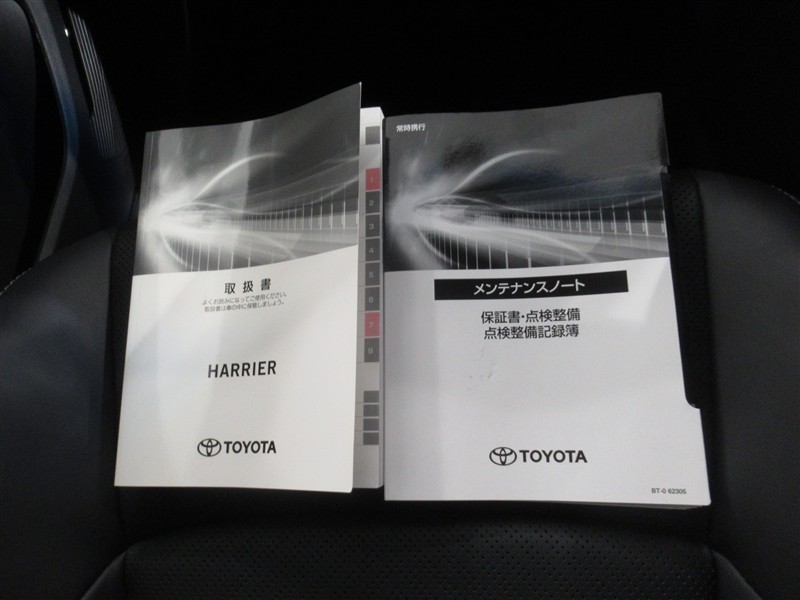 取扱書
よくお読みになってご使用ください。
取扱書は車の中に保管しましょう。
HARRIER
TOYOTA
1
2
3
4
5
6
7
常時携行
メンテナンスノート
保証書・点検整備
点検整備記録簿
TOYOTA
BT-0 62305